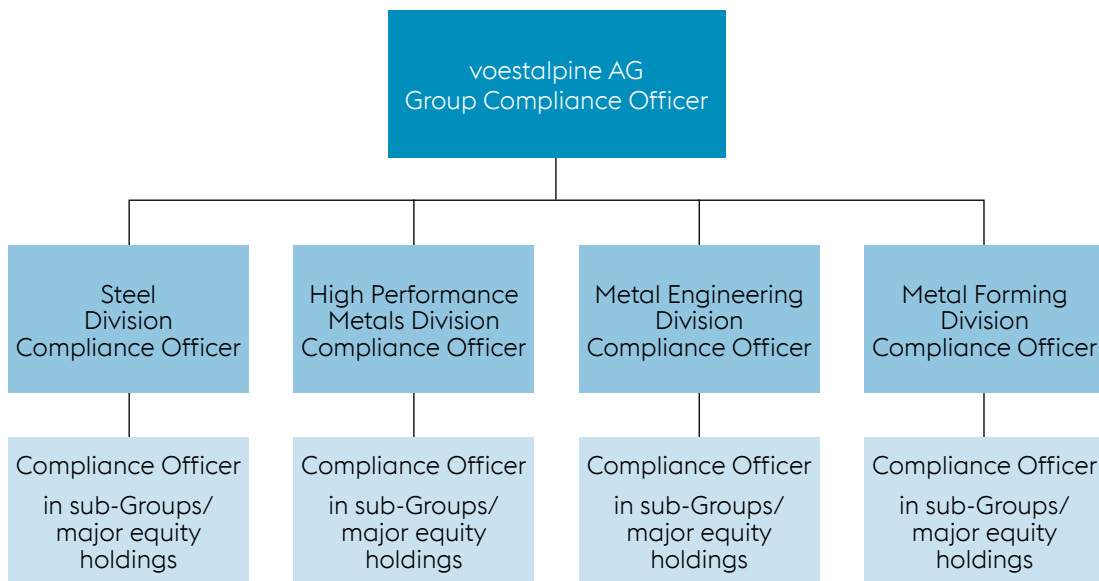 voestalpine AG
Group Compliance Officer
Steel
Division
Compliance Officer
High Performance
Metals Division
Compliance Officer
Metal Engineering
Division
Compliance Officer
Metal Forming
Division
Compliance Officer
Compliance Officer
in sub-Groups/
major equity
holdings
Compliance Officer
in sub-Groups/
major equity
holdings
Compliance Officer
in sub-Groups/
major equity
holdings
Compliance Officer
in sub-Groups/
major equity
holdings